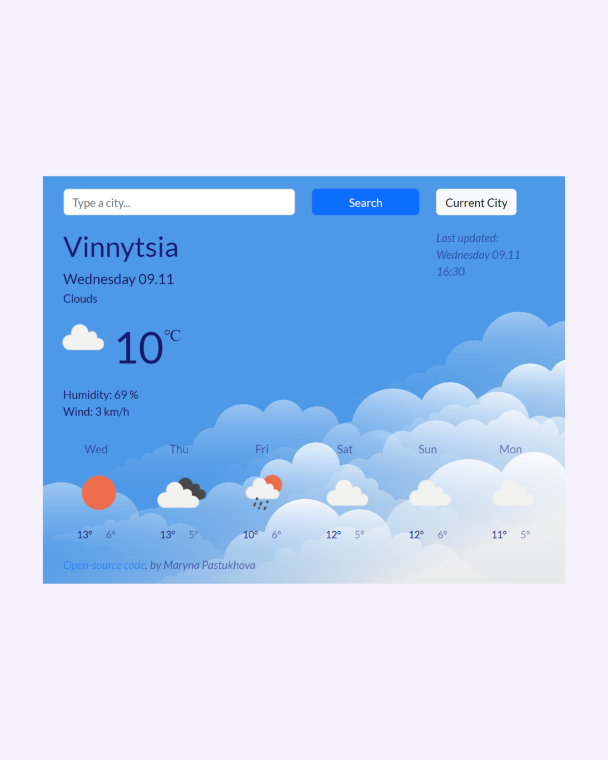 Type a city...
Search
Current City
Vinnytsia
Last updated:
Wednesday 09.11
16:30
Wednesday 09.11
Clouds
10°C
Humidity: 69 %
Wind: 3 km/h
Wed Thu Fri Sat Sun Mon
13° 6° 13° 5° 10° 6° 12° 5° 12° 6° 11° 5°
Open-source code, by Maryna Pastukhova